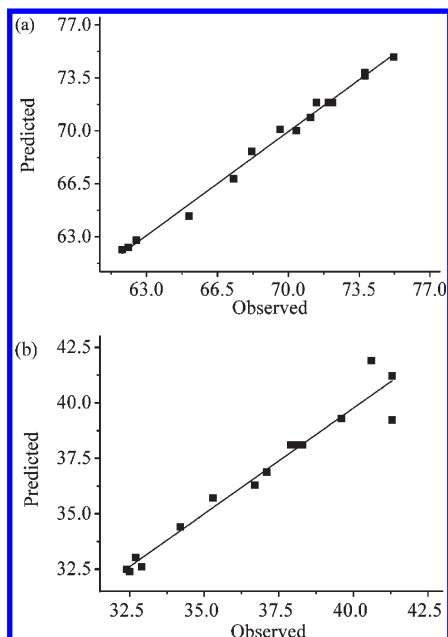 (a)
77.0
73.5
70.0
66.5
63.0
Predicted
63.0 66.5 70.0 73.5 77.0
Observed
(b)
42.5
40.0
37.5
35.0
32.5
Predicted
32.5 35.0 37.5 40.0 42.5
Observed